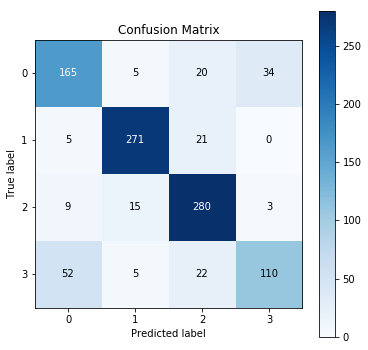 Confusion Matrix
0 165 5 20 34
1 5 271 21 0
2 9 15 280 3
3 52 5 22 110
0 1 2 3
Predicted label
True label
250
200
150
100
50
0